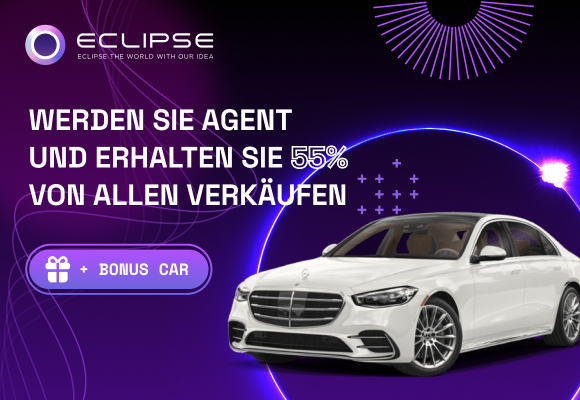 ECLIPSE
ECLIPSE THE WORLD WITH OUR IDEA
WERDEN SIE AGENT
UND ERHALTEN SIE 55%
VON ALLEN VERKÄUFEN
+ BONUS CAR